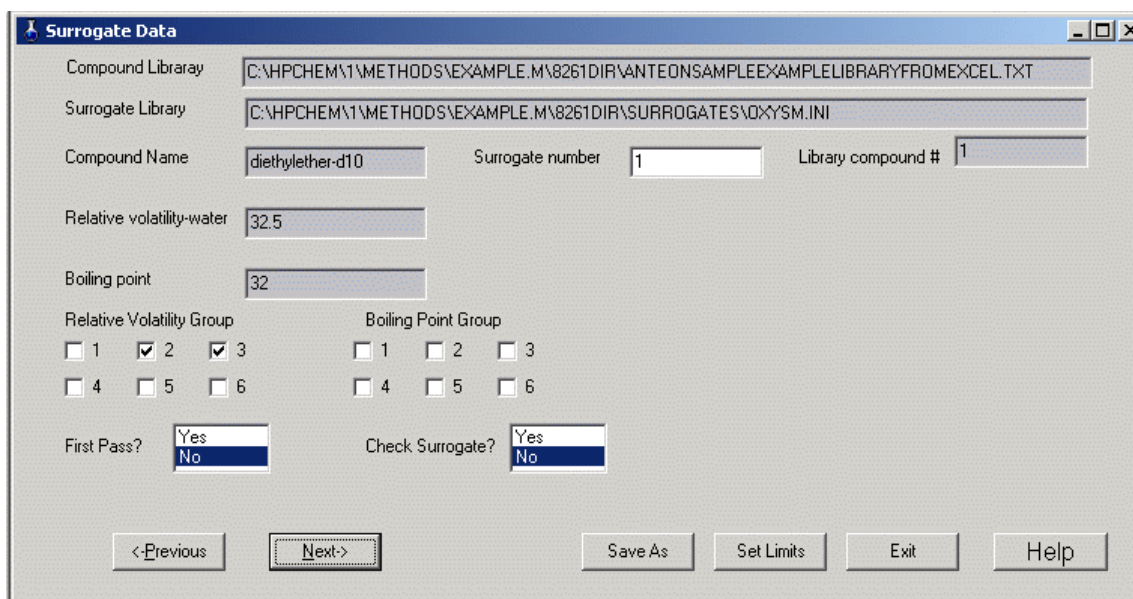 Surrogate Data
Compound Libraray C:\HPCHEM\1\METHODS\EXAMPLE.M\8261DIR\ANTEONSAMPLEEXAMPLELIBRARYFROMEXCEL.TXT
Surrogate Library C:\HPCHEM\1\METHODS\EXAMPLE.M\8261DIR\SURROGATES\OXYSM.INI
Compound Name diethylether-d10 Surrogate number 1 Library compound # 1
Relative volatility-water 32.5
Boiling point 32
Relative Volatility Group Boiling Point Group
1 2 3 1 2 3
4 5 6 4 5 6
First Pass? Yes No Check Surrogate? Yes No
<-Previous Next-> Save As Set Limits Exit Help